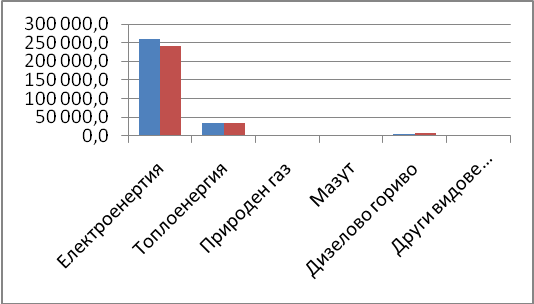 300 000,0
250 000,0
200 000,0
150 000,0
100 000,0
50 000,0
0,0
Електроенертия
Топлоенергия
Природен газ
Мазут
Дизелово гориво
Други видове...